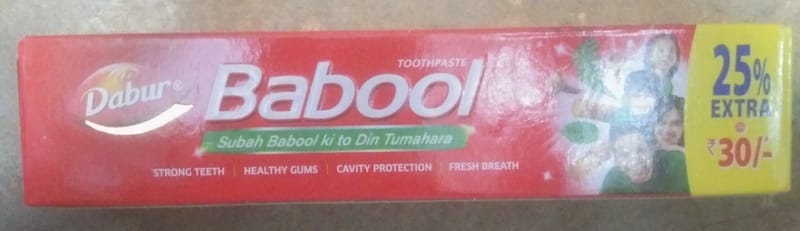 Dabur®
TOOTHPASTE
Babool
Subah Babool ki to Din Tumahara
STRONG TEETH | HEALTHY GUMS | CAVITY PROTECTION | FRESH BREATH
25%
EXTRA
@
₹30/-